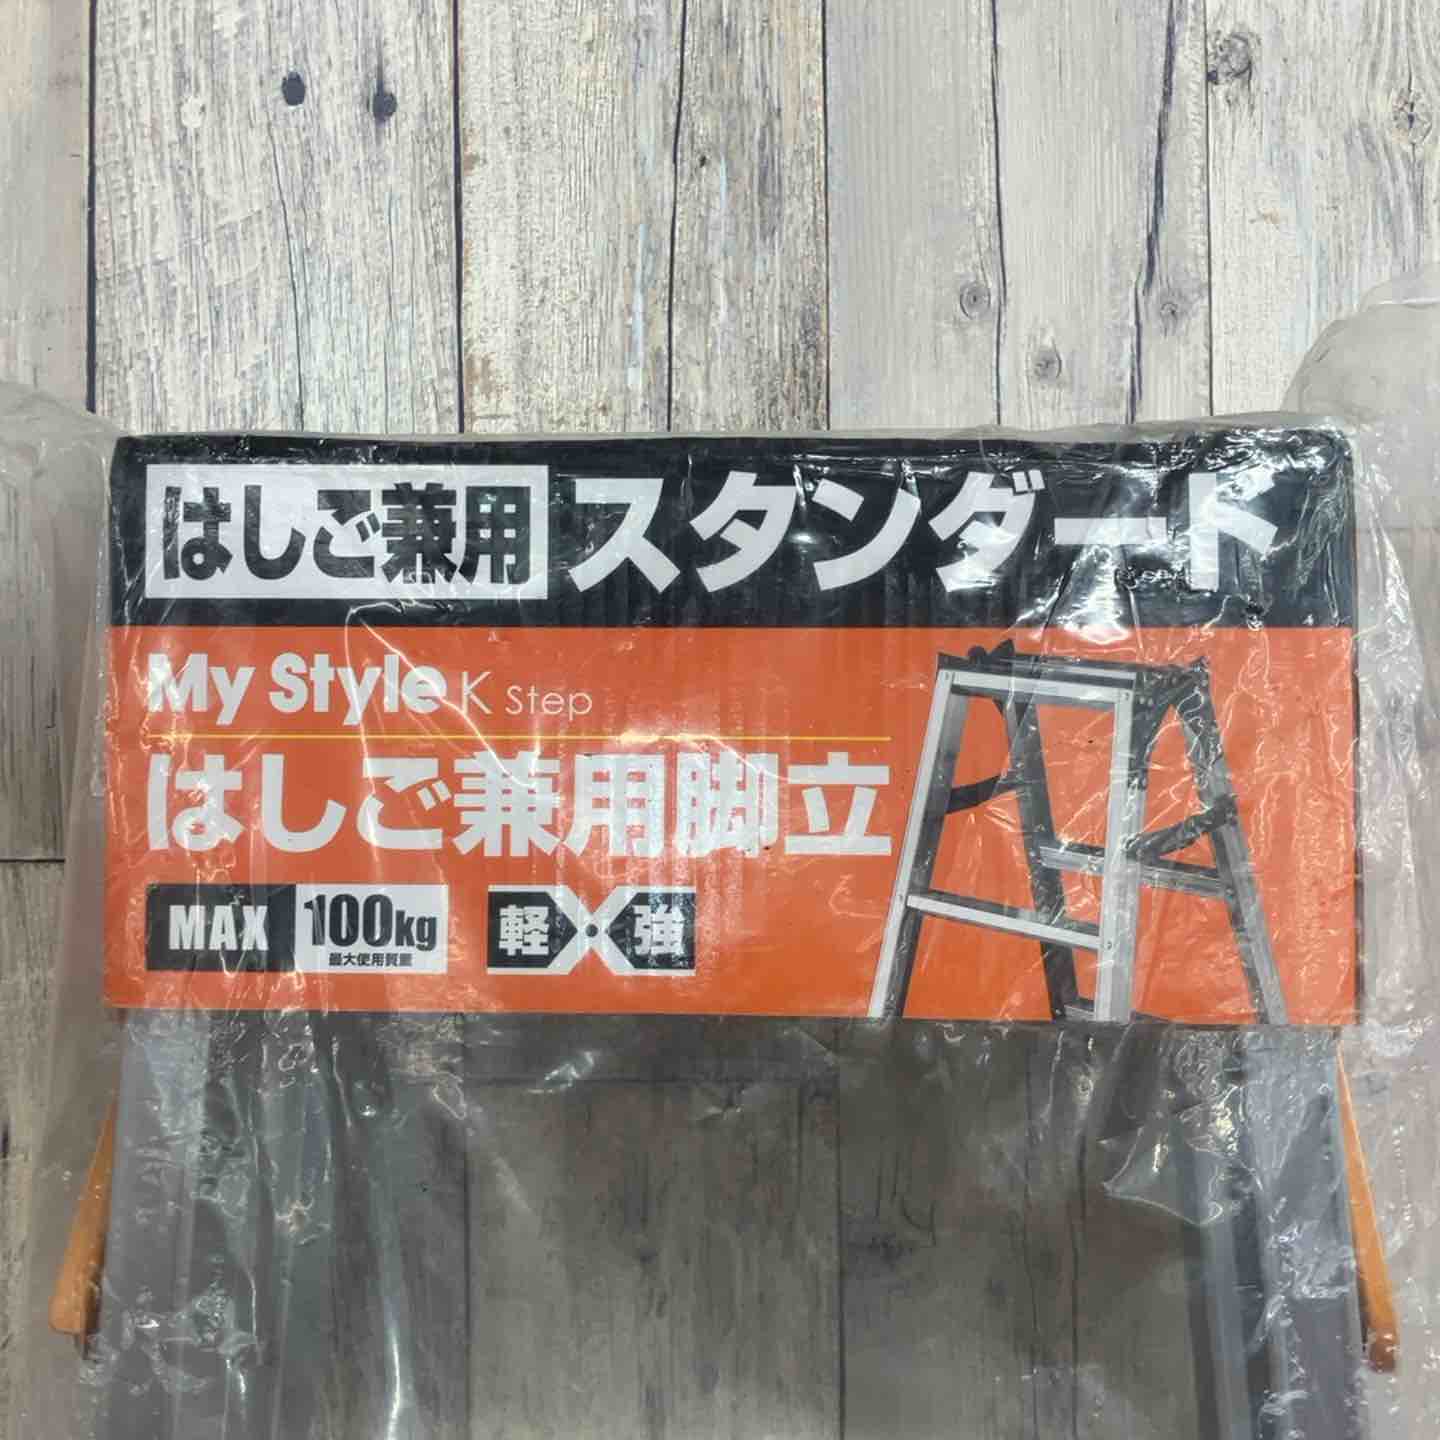 はしご兼用 スタンダード
My Style K Step
はしご兼用脚立
MAX 100kg
最大使用質量
軽 強